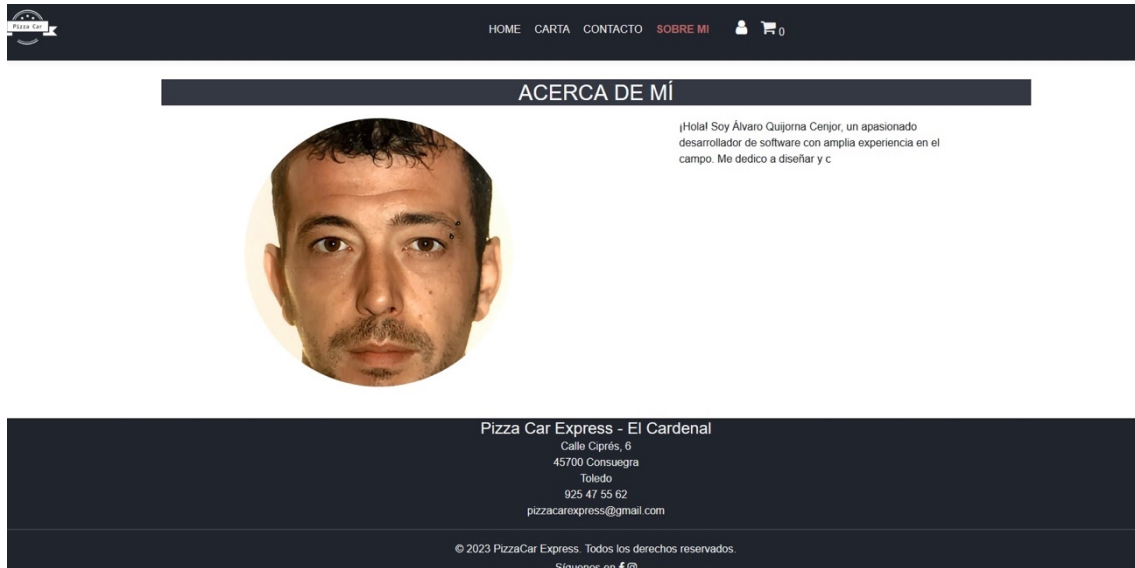 Pizza Car
HOME CARTA CONTACTO SOBRE MI 0
ACERCA DE MÍ
¡Hola! Soy Álvaro Quijorna Cenjor, un apasionado
desarrollador de software con amplia experiencia en el
campo. Me dedico a diseñar y c
Pizza Car Express - El Cardenal
Calle Ciprés, 6
45700 Consuegra
Toledo
925 47 55 62
pizzacarexpress@gmail.com
© 2023 PizzaCar Express. Todos los derechos reservados.
Síguenos en